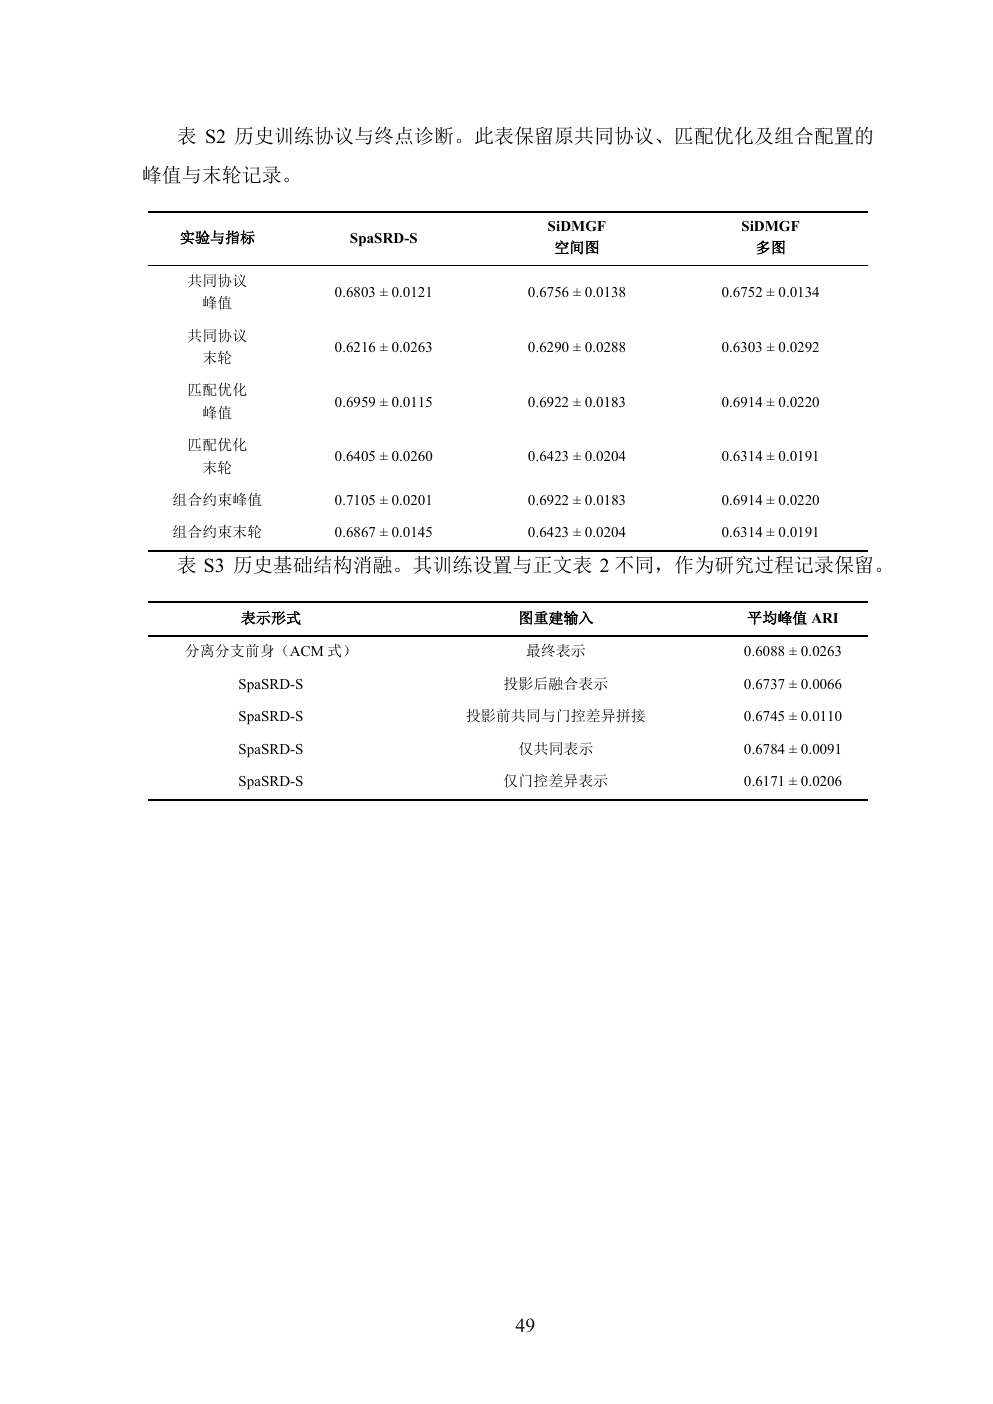 表 S2 历史训练协议与终点诊断。此表保留原共同协议、匹配优化及组合配置的
峰值与末轮记录。
实验与指标 SpaSRD-S SiDMGF 空间图 SiDMGF 多图
共同协议 峰值 0.6803 ± 0.0121 0.6756 ± 0.0138 0.6752 ± 0.0134
共同协议 末轮 0.6216 ± 0.0263 0.6290 ± 0.0288 0.6303 ± 0.0292
匹配优化 峰值 0.6959 ± 0.0115 0.6922 ± 0.0183 0.6914 ± 0.0220
匹配优化 末轮 0.6405 ± 0.0260 0.6423 ± 0.0204 0.6314 ± 0.0191
组合约束峰值 0.7105 ± 0.0201 0.6922 ± 0.0183 0.6914 ± 0.0220
组合约束末轮 0.6867 ± 0.0145 0.6423 ± 0.0204 0.6314 ± 0.0191
表 S3 历史基础结构消融。其训练设置与正文表 2 不同，作为研究过程记录保留。
表示形式 图重建输入 平均峰值 ARI
分离分支前身（ACM 式） 最终表示 0.6088 ± 0.0263
SpaSRD-S 投影后融合表示 0.6737 ± 0.0066
SpaSRD-S 投影前共同与门控差异拼接 0.6745 ± 0.0110
SpaSRD-S 仅共同表示 0.6784 ± 0.0091
SpaSRD-S 仅门控差异表示 0.6171 ± 0.0206
49